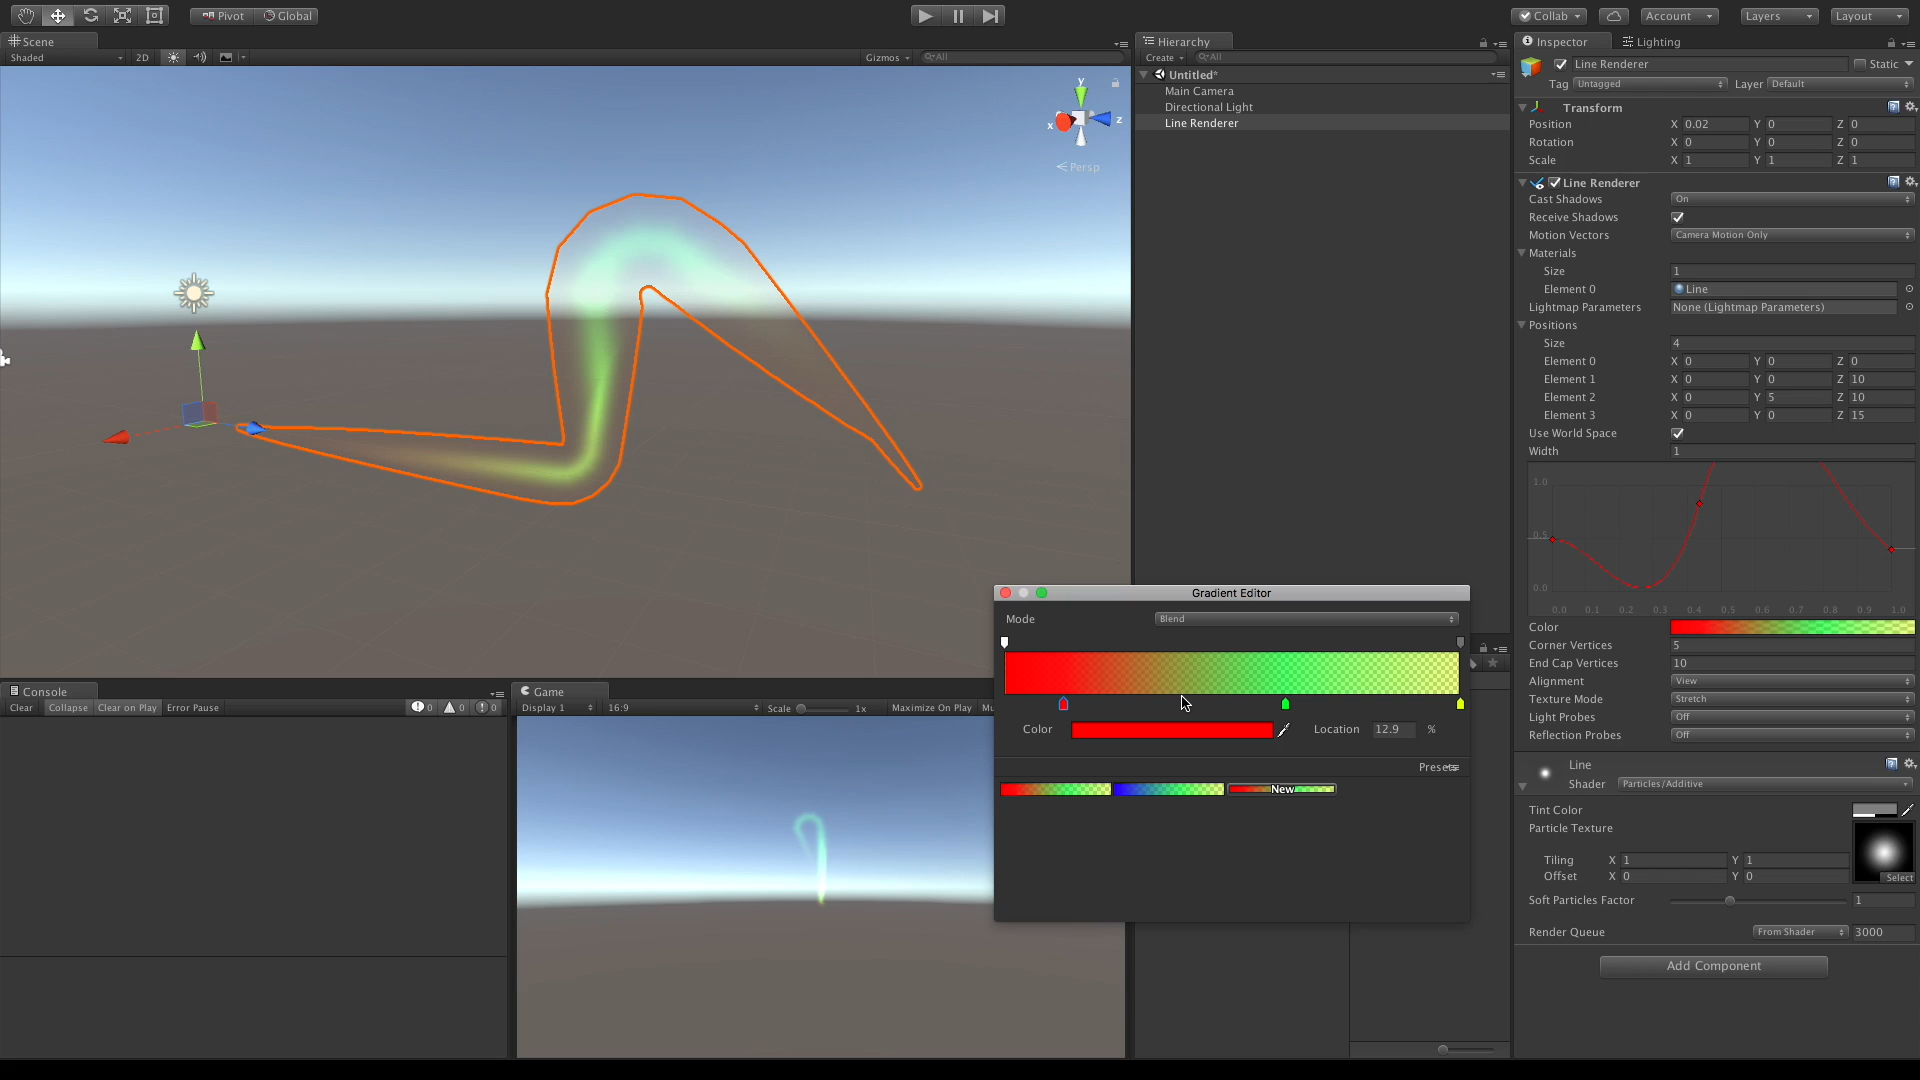 Pivot Global Collab Account Layers Layout
Scene
Shaded 2D Gizmos All
y
x z
Persp
Hierarchy
Create All
Untitled*
Main Camera
Directional Light
Line Renderer
Console
Clear Collapse Clear on Play Error Pause 0 0 0
Game
Display 1 16:9 Scale 1x Maximize On Play Mu
Gradient Editor
Mode Blend
Color Location 12.9 %
Presets
New
Inspector Lighting
Line Renderer Static
Tag Untagged Layer Default
Transform
Position X 0.02 Y 0 Z 0
Rotation X 0 Y 0 Z 0
Scale X 1 Y 1 Z 1
Line Renderer
Cast Shadows On
Receive Shadows
Motion Vectors Camera Motion Only
Materials
Size 1
Element 0 Line
Lightmap Parameters None (Lightmap Parameters)
Positions
Size 4
Element 0 X 0 Y 0 Z 0
Element 1 X 0 Y 0 Z 10
Element 2 X 0 Y 5 Z 10
Element 3 X 0 Y 0 Z 15
Use World Space
Width 1
1.0
0.5
0.0
0.0 0.1 0.2 0.3 0.4 0.5 0.6 0.7 0.8 0.9 1.0
Color
Corner Vertices 5
End Cap Vertices 10
Alignment View
Texture Mode Stretch
Light Probes Off
Reflection Probes Off
Line
Shader Particles/Additive
Tint Color
Particle Texture
Tiling X 1 Y 1
Offset X 0 Y 0
Select
Soft Particles Factor 1
Render Queue From Shader 3000
Add Component